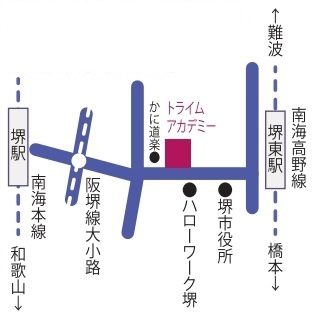 ←難波
南海高野線
堺東駅
橋本→
トライム
アカデミー
かに道楽
堺市役所
ハローワーク堺
阪堺線大小路
堺駅
南海本線
和歌山→